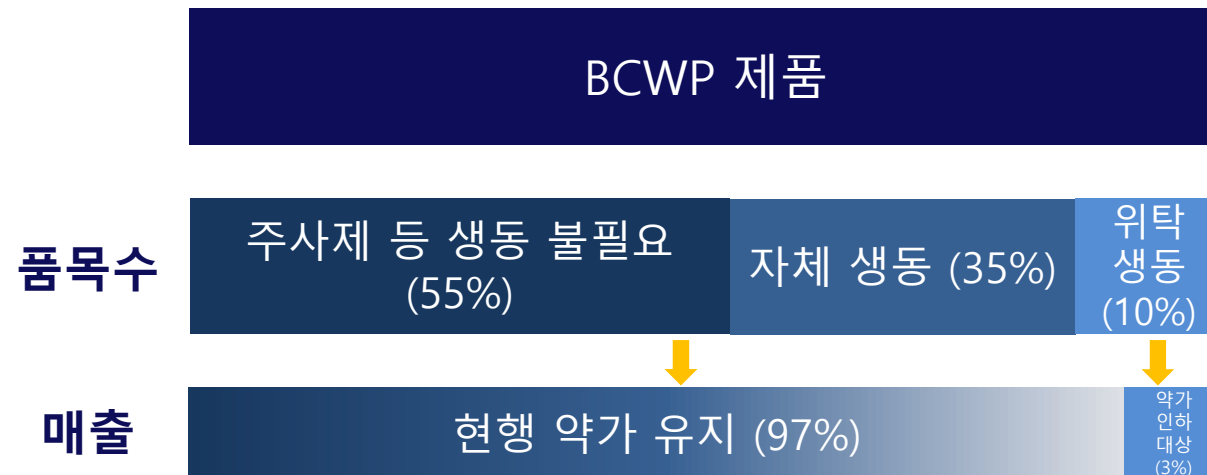 BCWP 제품
품목수
주사제 등 생동 불필요
(55%)
자체 생동 (35%)
위탁
생동
(10%)
매출
현행 약가 유지 (97%)
약가
인하
대상
(3%)